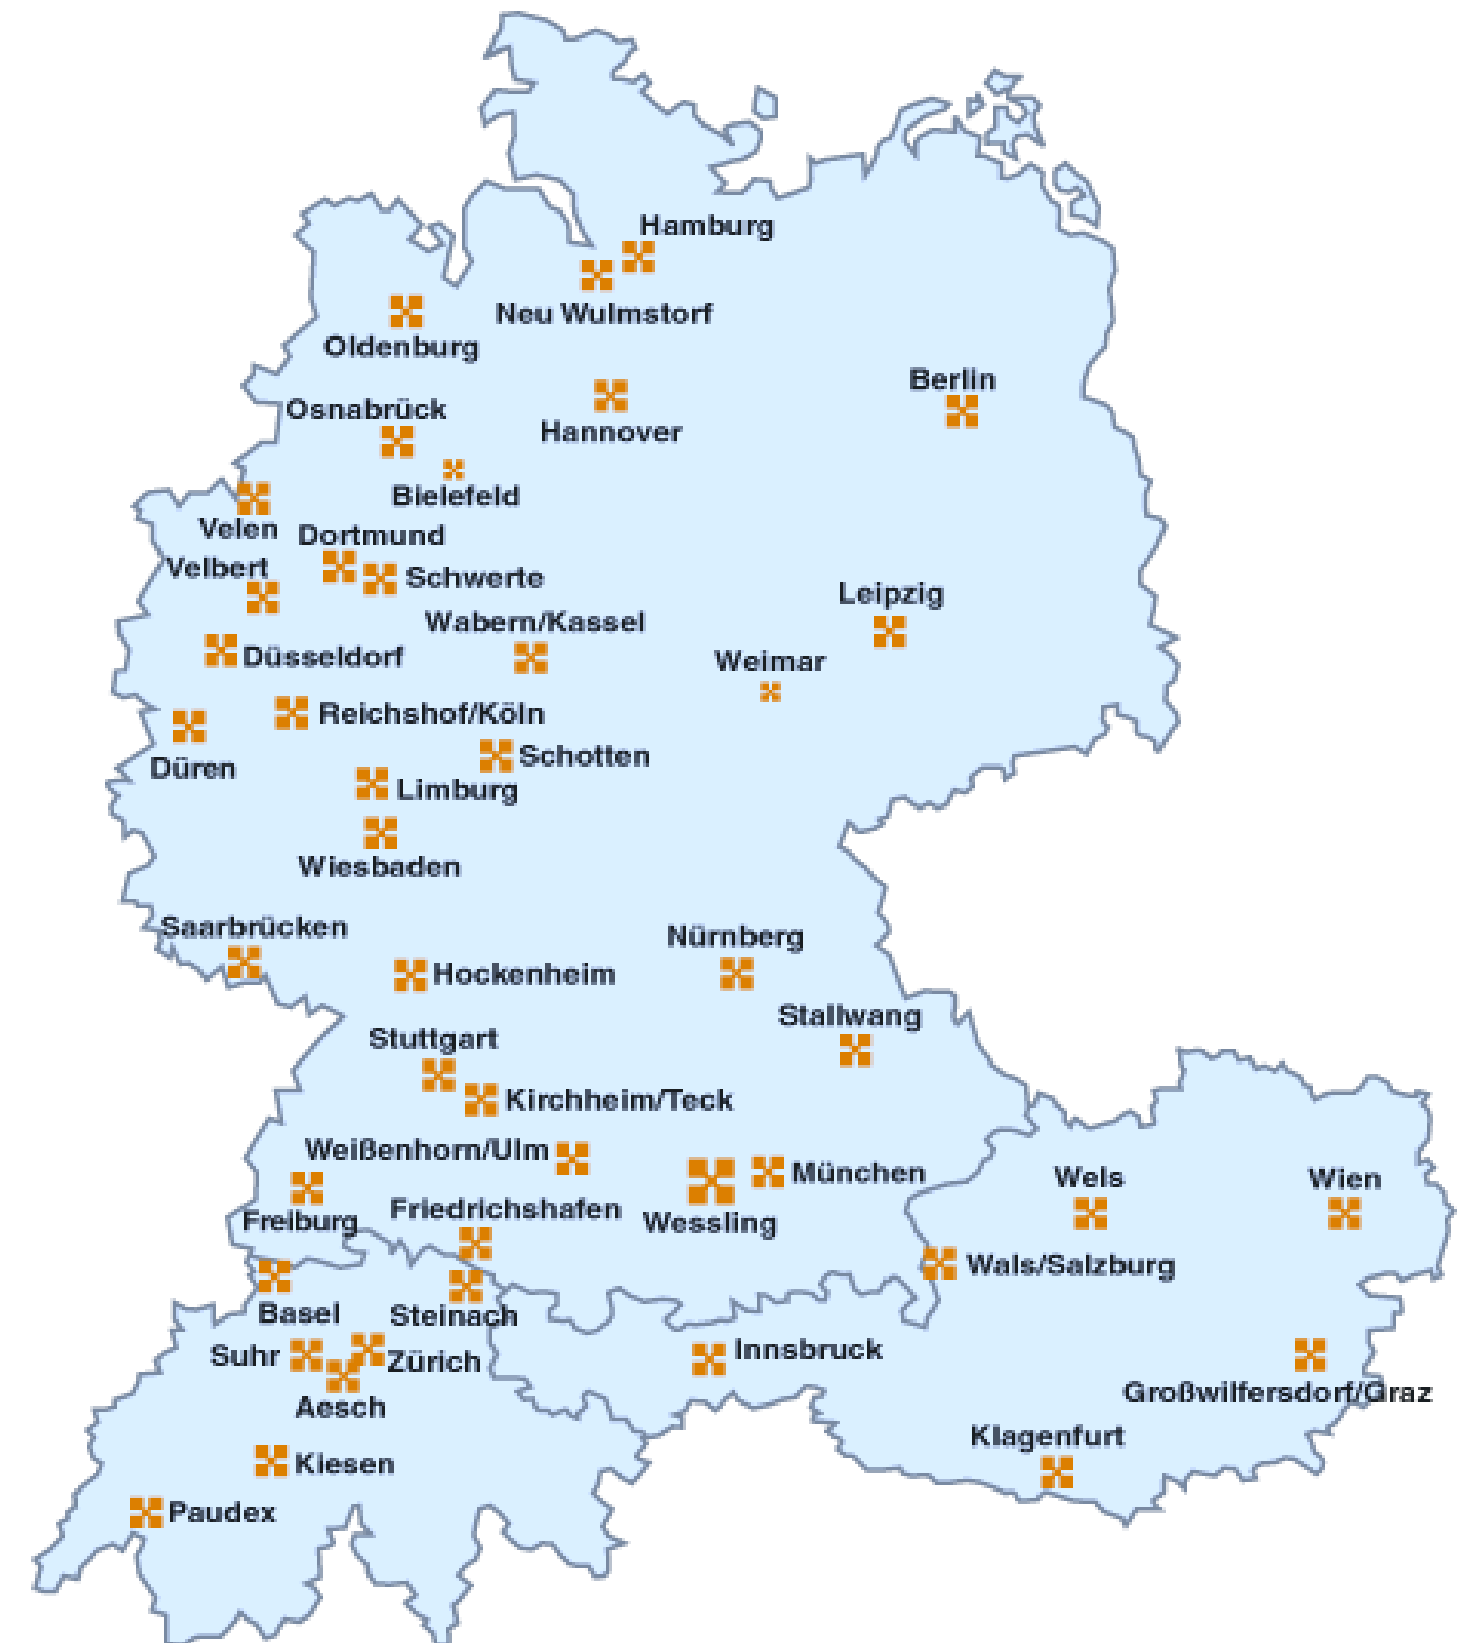 Hamburg
Neu Wulmstorf
Oldenburg
Berlin
Osnabrück
Hannover
Bielefeld
Velen
Dortmund
Velbert
Schwerte
Leipzig
Wabern/Kassel
Düsseldorf
Weimar
Reichshof/Köln
Schotten
Düren
Limburg
Wiesbaden
Saarbrücken
Nürnberg
Hockenheim
Stallwang
Stuttgart
Kirchheim/Teck
Weißenhorn/Ulm
München
Wels
Wien
Friedrichshafen
Freiburg
Wessling
Wals/Salzburg
Basel
Steinach
Innsbruck
Suhr
Zürich
Großwilfersdorf/Graz
Aesch
Klagenfurt
Kiesen
Paudex